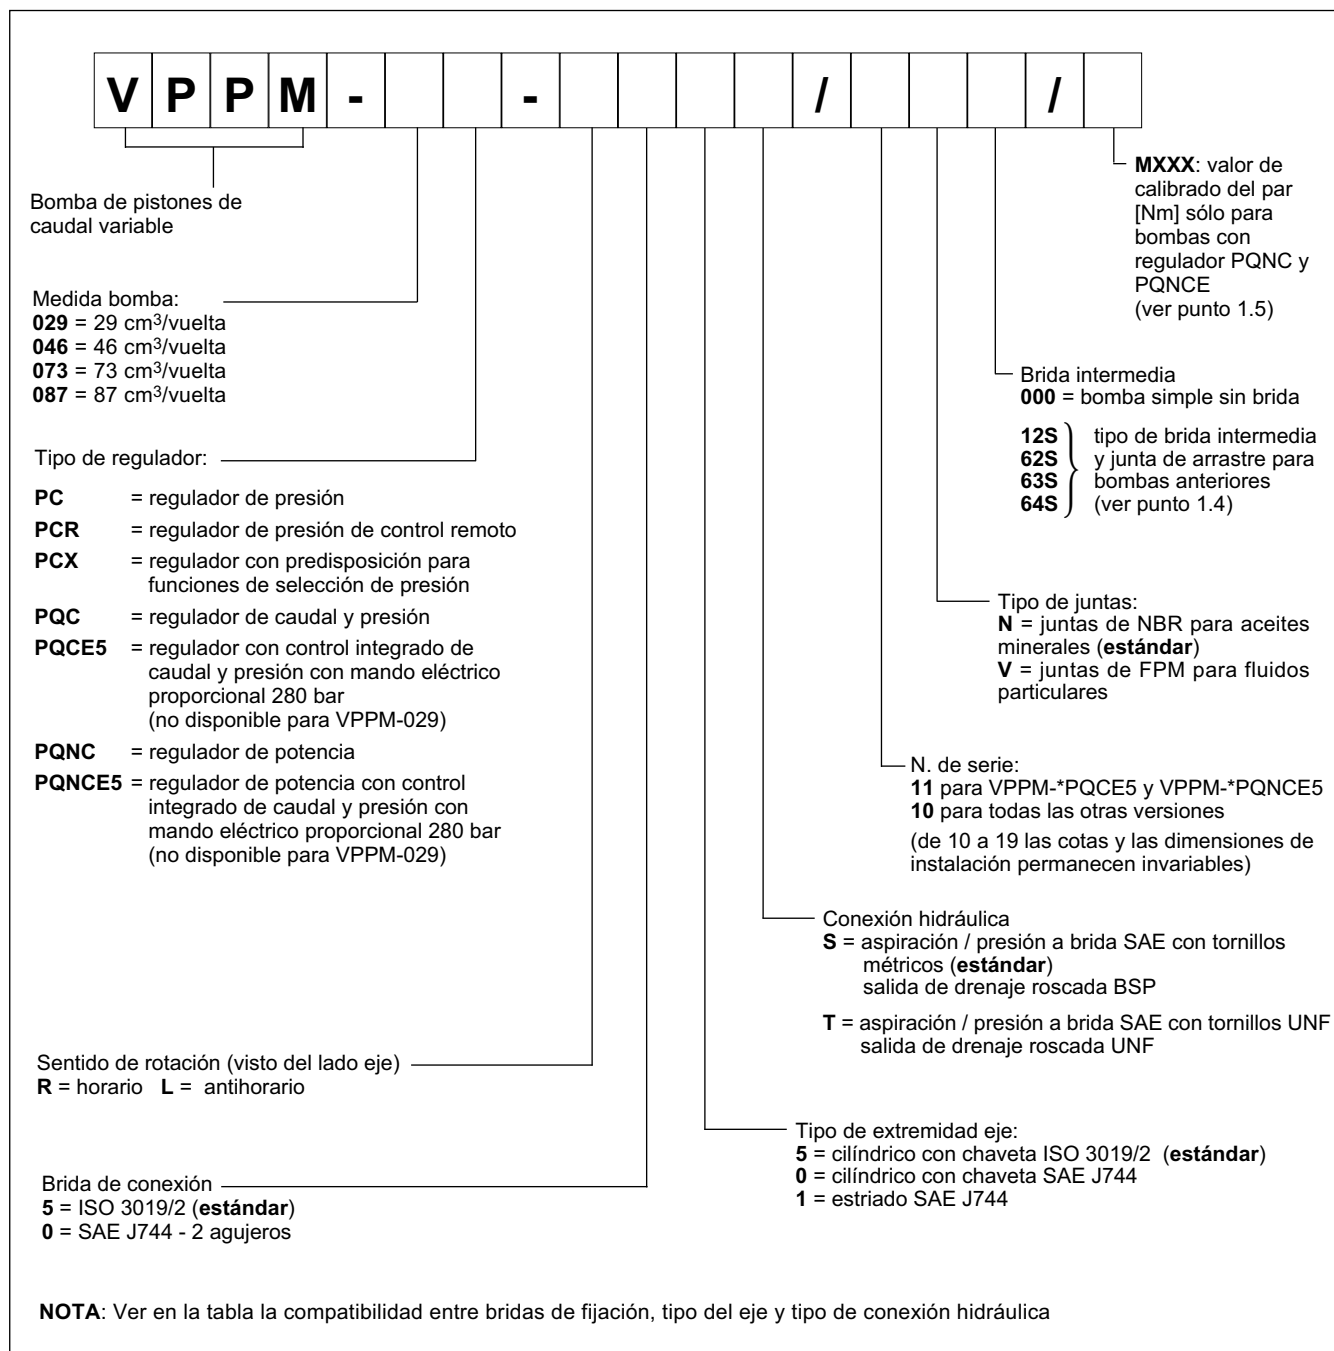 VPPM- - / /
Bomba de pistones de
caudal variable
Medida bomba:
029 = 29 cm³/vuelta
046 = 46 cm³/vuelta
073 = 73 cm³/vuelta
087 = 87 cm³/vuelta
Tipo de regulador:
PC = regulador de presión
PCR = regulador de presión de control remoto
PCX = regulador con predisposición para
funciones de selección de presión
PQC = regulador de caudal y presión
PQCE5 = regulador con control integrado de
caudal y presión con mando eléctrico
proporcional 280 bar
(no disponible para VPPM-029)
PQNC = regulador de potencia
PQNCE5 = regulador de potencia con control
integrado de caudal y presión con
mando eléctrico proporcional 280 bar
(no disponible para VPPM-029)
Sentido de rotación (visto del lado eje)
R = horario L = antihorario
Brida de conexión
5 = ISO 3019/2 (estándar)
0 = SAE J744 - 2 agujeros
MXXX: valor de
calibrado del par
[Nm] sólo para
bombas con
regulador PQNC y
PQNCE
(ver punto 1.5)
Brida intermedia
000 = bomba simple sin brida
12S tipo de brida intermedia
62S y junta de arrastre para
63S bombas anteriores
64S (ver punto 1.4)
Tipo de juntas:
N = juntas de NBR para aceites
minerales (estándar)
V = juntas de FPM para fluidos
particulares
N. de serie:
11 para VPPM-*PQCE5 y VPPM-*PQNCE5
10 para todas las otras versiones
(de 10 a 19 las cotas y las dimensiones de
instalación permanecen invariables)
Conexión hidráulica
S = aspiración / presión a brida SAE con tornillos
métricos (estándar)
salida de drenaje roscada BSP
T = aspiración / presión a brida SAE con tornillos UNF
salida de drenaje roscada UNF
Tipo de extremidad eje:
5 = cilíndrico con chaveta ISO 3019/2 (estándar)
0 = cilíndrico con chaveta SAE J744
1 = estriado SAE J744
NOTA: Ver en la tabla la compatibilidad entre bridas de fijación, tipo del eje y tipo de conexión hidráulica